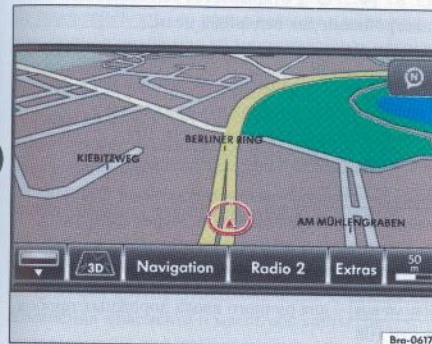 N
BERLINER RING
KIEBITZWEG
AM MÜHLENGRABEN
3D Navigation Radio 2 Extras 50
m
Bra-0617